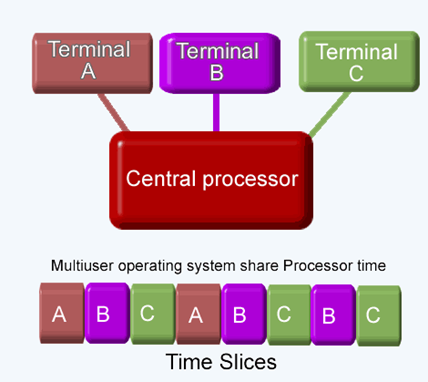 Terminal
A
Terminal
B
Terminal
C
Central processor
Multiuser operating system share Processor time
A B C A B C B C
Time Slices